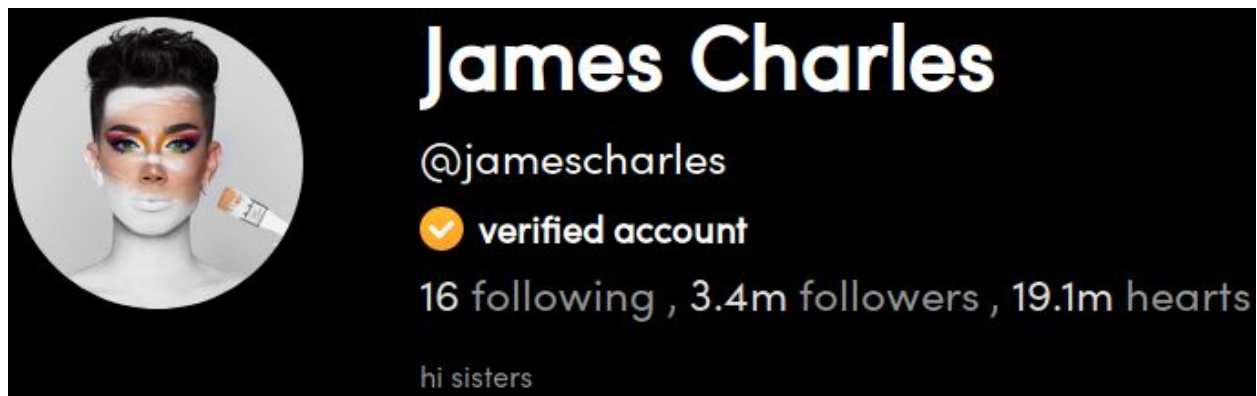 James Charles
@jamescharles
verified account
16 following , 3.4m followers , 19.1m hearts
hi sisters